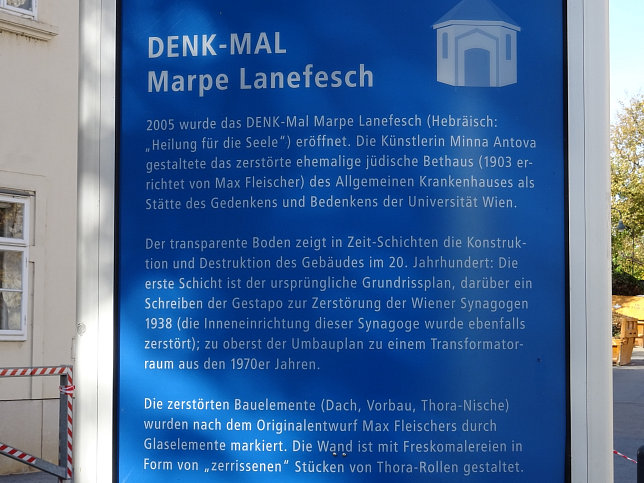 DENK-MAL
Marpe Lanefesch
2005 wurde das DENK-Mal Marpe Lanefesch (Hebräisch:
„Heilung für die Seele“) eröffnet. Die Künstlerin Minna Antova
gestaltete das zerstörte ehemalige jüdische Bethaus (1903 er-
richtet von Max Fleischer) des Allgemeinen Krankenhauses als
Stätte des Gedenkens und Bedenkens der Universität Wien.
Der transparente Boden zeigt in Zeit-Schichten die Konstruk-
tion und Destruktion des Gebäudes im 20. Jahrhundert: Die
erste Schicht ist der ursprüngliche Grundrissplan, darüber ein
Schreiben der Gestapo zur Zerstörung der Wiener Synagogen
1938 (die Inneneinrichtung dieser Synagoge wurde ebenfalls
zerstört); zu oberst der Umbauplan zu einem Transformator-
raum aus den 1970er Jahren.
Die zerstörten Bauelemente (Dach, Vorbau, Thora-Nische)
wurden nach dem Originalentwurf Max Fleischers durch
Glaselemente markiert. Die Wand ist mit Freskomalereien in
Form von „zerrissenen“ Stücken von Thora-Rollen gestaltet.